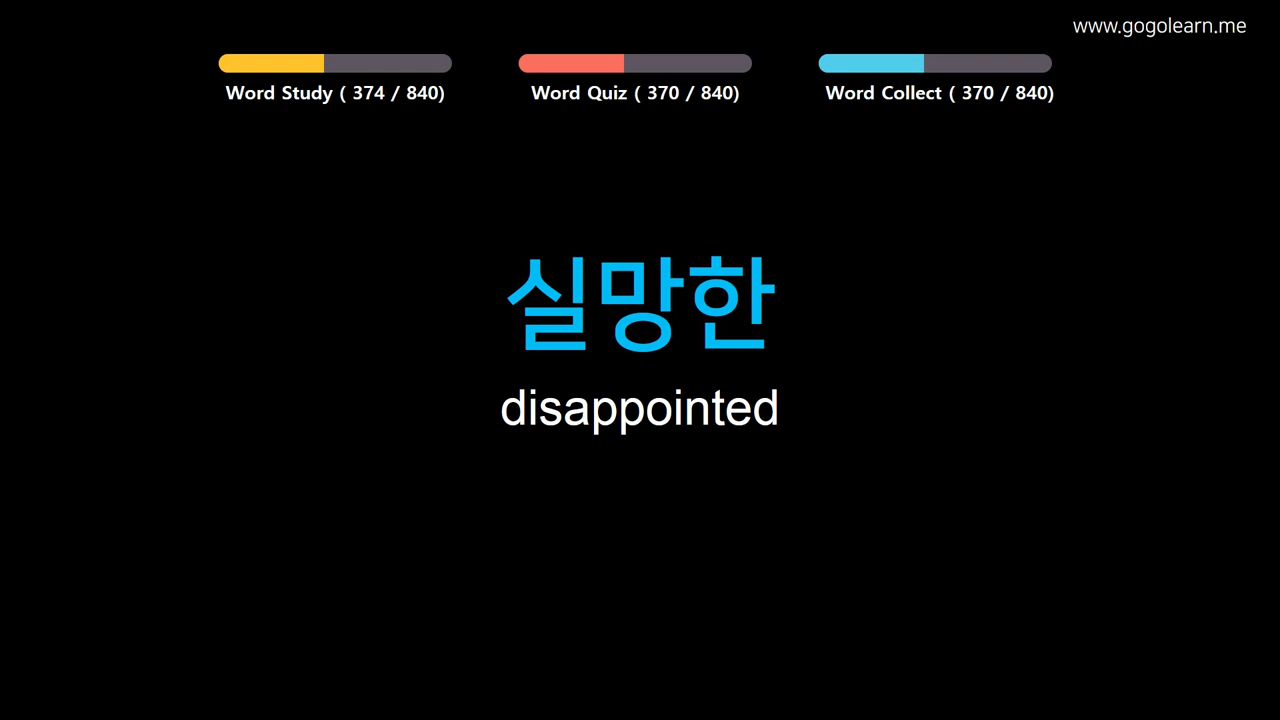 www.gogolearn.me
Word Study ( 374 / 840)
Word Quiz ( 370 / 840)
Word Collect ( 370 / 840)
실망한
disappointed